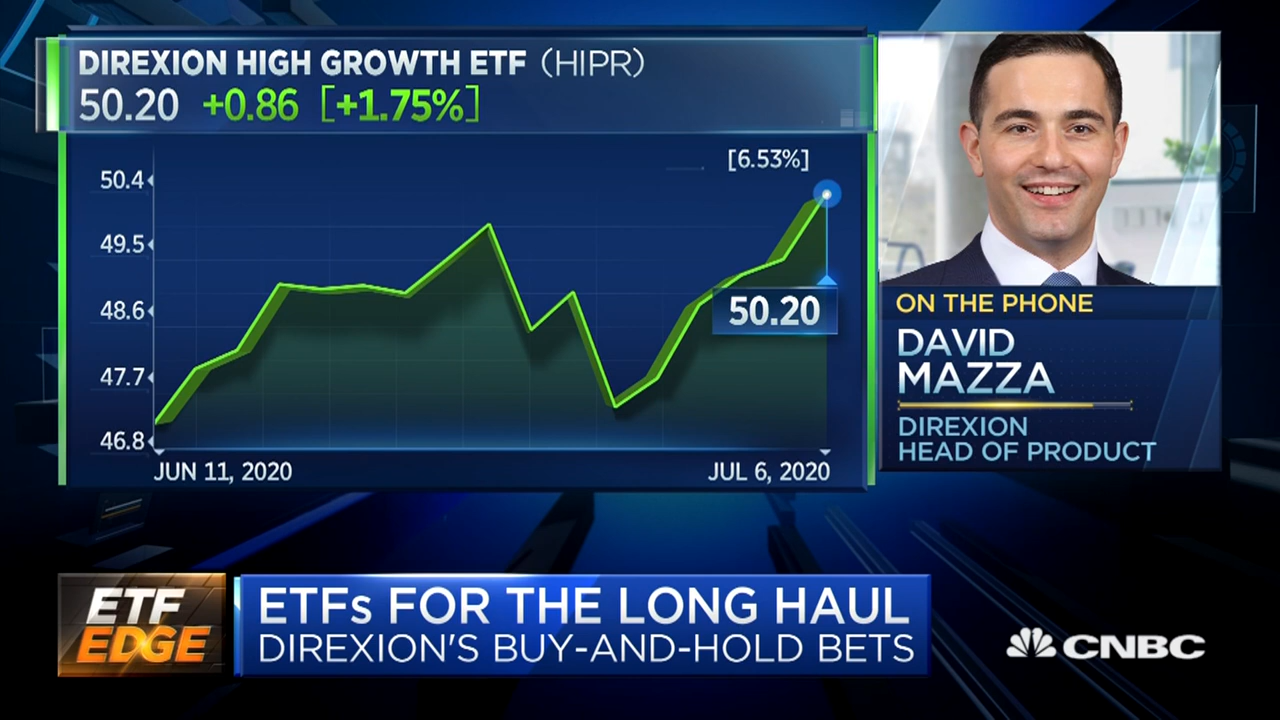 DIREXION HIGH GROWTH ETF (HIPR)
50.20 +0.86 [+1.75%]
[6.53%]
50.4
49.5
48.6
47.7
46.8
50.20
JUN 11, 2020 JUL 6, 2020
ON THE PHONE
DAVID
MAZZA
DIREXION
HEAD OF PRODUCT
ETF
EDGE
ETFs FOR THE LONG HAUL
DIREXION'S BUY-AND-HOLD BETS
CNBC